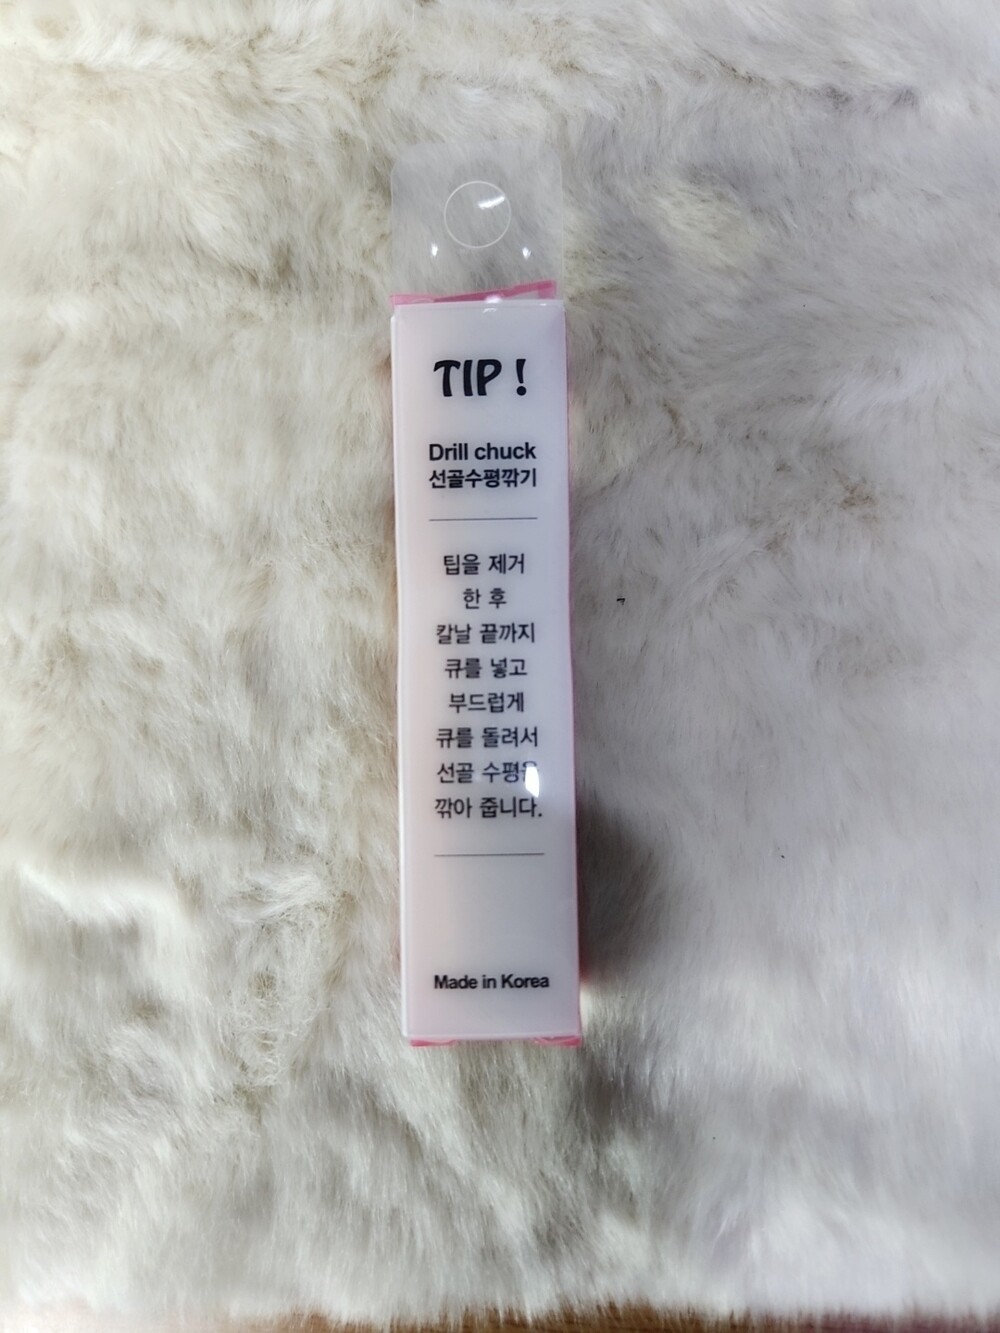 TIP !
Drill chuck
선골수평깎기
팁을 제거
한 후
칼날 끝까지
큐를 넣고
부드럽게
큐를 돌려서
선골 수평을
깎아 줍니다.
Made in Korea